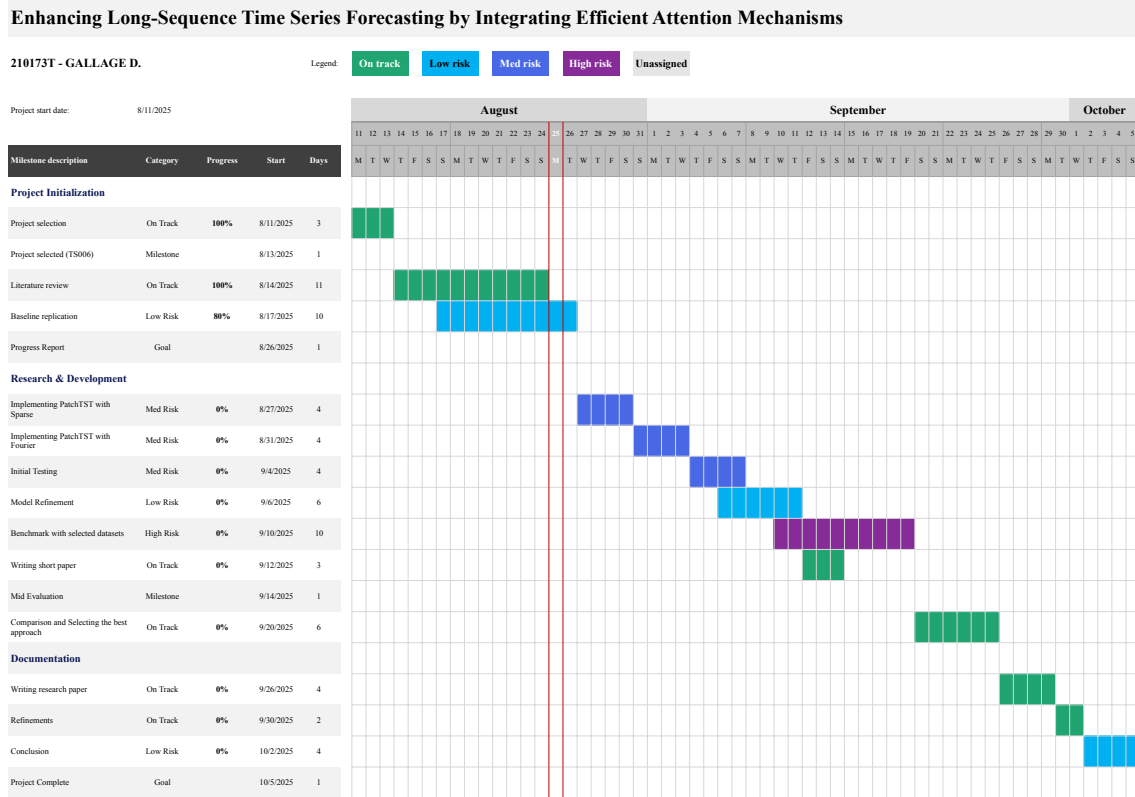 Enhancing Long-Sequence Time Series Forecasting by Integrating Efficient Attention Mechanisms
210173T - GALLAGE D. Legend: On track Low risk Med risk High risk Unassigned
Project start date: 8/11/2025 August September October
11 12 13 14 15 16 17 18 19 20 21 22 23 24 25 26 27 28 29 30 31 1 2 3 4 5 6 7 8 9 10 11 12 13 14 15 16 17 18 19 20 21 22 23 24 25 26 27 28 29 30 1 2 3 4 5
Milestone description Category Progress Start Days M T W T F S S M T W T F S S M T W T F S S M T W T F S S M T W T F S S M T W T F S S M T W T F S S M T W T F S S
Project Initialization
Project selection On Track 100% 8/11/2025 3
Project selected (TS006) Milestone 8/13/2025 1
Literature review On Track 100% 8/14/2025 11
Baseline replication Low Risk 80% 8/17/2025 10
Progress Report Goal 8/26/2025 1
Research & Development
Implementing PatchTST with
Sparse Med Risk 0% 8/27/2025 4
Implementing PatchTST with
Fourier Med Risk 0% 8/31/2025 4
Initial Testing Med Risk 0% 9/4/2025 4
Model Refinement Low Risk 0% 9/6/2025 6
Benchmark with selected datasets High Risk 0% 9/10/2025 10
Writing short paper On Track 0% 9/12/2025 3
Mid Evaluation Milestone 9/14/2025 1
Comparison and Selecting the best
approach On Track 0% 9/20/2025 6
Documentation
Writing research paper On Track 0% 9/26/2025 4
Refinements On Track 0% 9/30/2025 2
Conclusion Low Risk 0% 10/2/2025 4
Project Complete Goal 10/5/2025 1